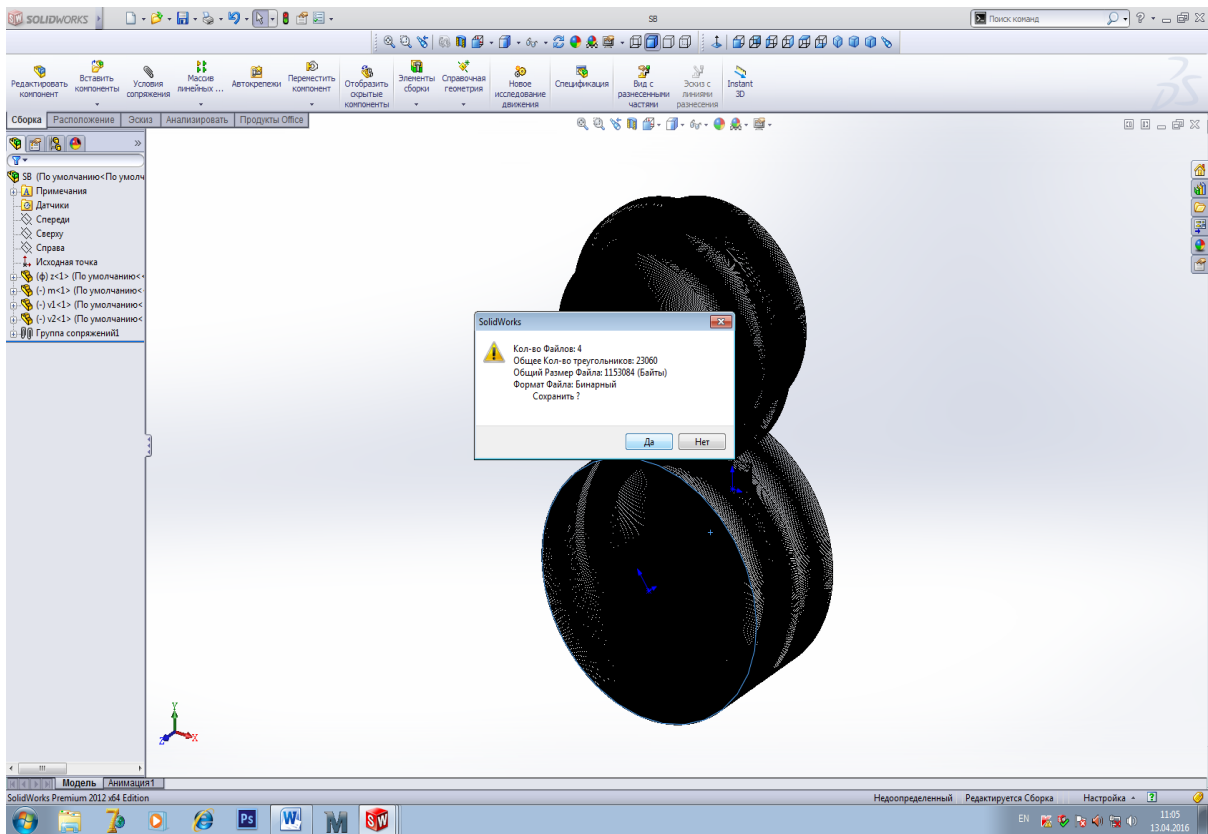 SOLIDWORKS
SB
Поиск команд
Редактировать компонент
Вставить компоненты
Условия сопряжения
Массив линейных ...
Автокрепежи
Переместить компонент
Отобразить скрытые компоненты
Элементы сборки
Справочная геометрия
Новое исследование движения
Спецификация
Вид с разнесенными частями
Эскиз с линиями разнесения
Instant 3D
Сборка
Расположение
Эскиз
Анализировать
Продукты Office
SB (По умолчанию<По умолч
Примечания
Датчики
Спереди
Сверху
Справа
Исходная точка
(ф) z<1> (По умолчанию<
(-) m<1> (По умолчанию<
(-) v1<1> (По умолчанию<
(-) v2<1> (По умолчанию<
Группа сопряжений1
SolidWorks
Кол-во Файлов: 4
Общее Кол-во треугольников: 23060
Общий Размер Файла: 1153084 (Байты)
Формат Файла: Бинарный
Сохранить ?
Да
Нет
Y
Z
X
Модель
Анимация1
SolidWorks Premium 2012 x64 Edition
Недоопределенный
Редактируется Сборка
Настройка
Ps
W
M
SW
EN
11:05
13.04.2016